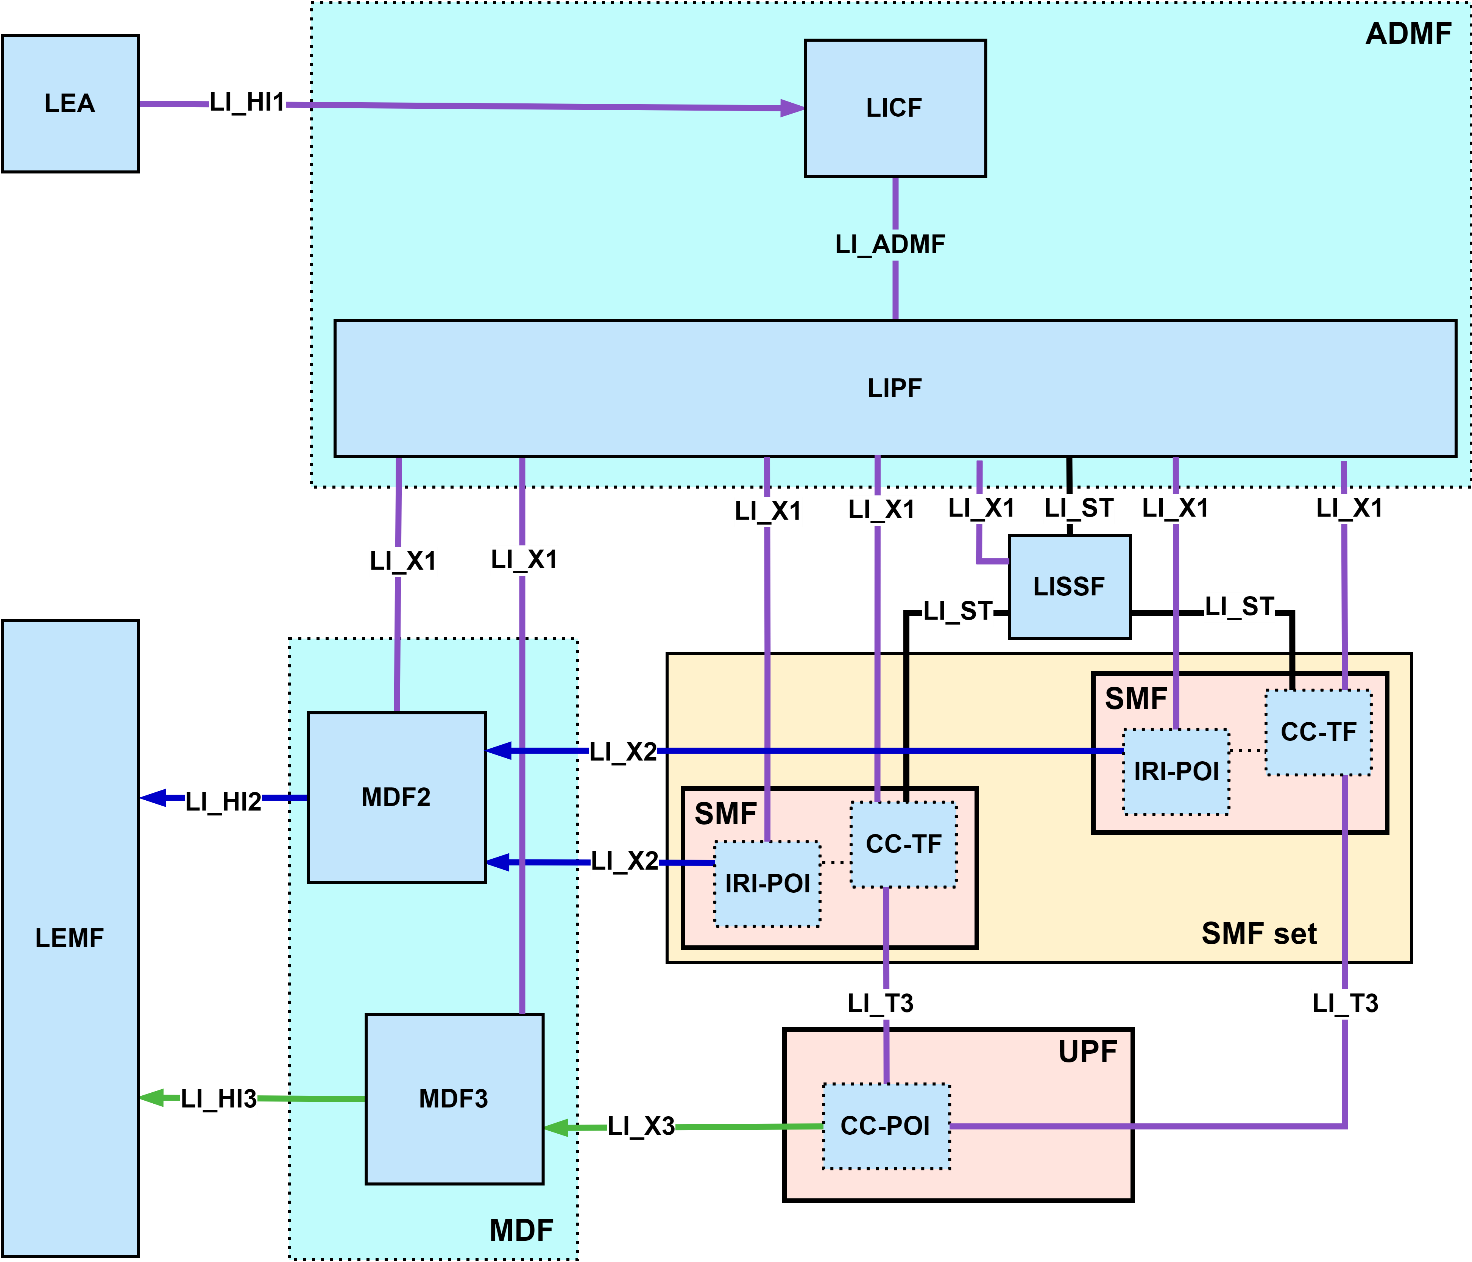 ADMF
LEA
LI_HI1
LICF
LI_ADMF
LIPF
LI_X1
LI_X1
LI_X1
LI_ST
LI_X1
LI_X1
LI_X1
LI_X1
LISSF
LI_ST
LI_ST
SMF
CC-TF
IRI-POI
LI_X2
MDF2
LI_HI2
SMF
CC-TF
LI_X2
IRI-POI
LEMF
SMF set
LI_T3
LI_T3
UPF
MDF3
LI_HI3
LI_X3
CC-POI
MDF